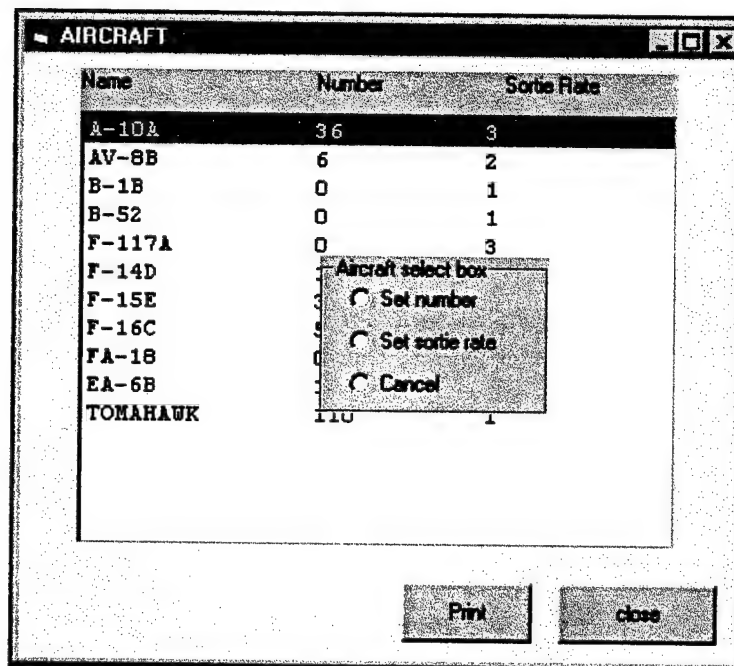 AIRCRAFT
Name Number Sortie Rate
A-10A 36 3
AV-8B 6 2
B-1B 0 1
B-52 0 1
F-117A 0 3
F-14D Aircraft select box
F-15E Set number
F-16C Set sortie rate
FA-18
EA-6B Cancel
TOMAHAWK 110 1
Print close